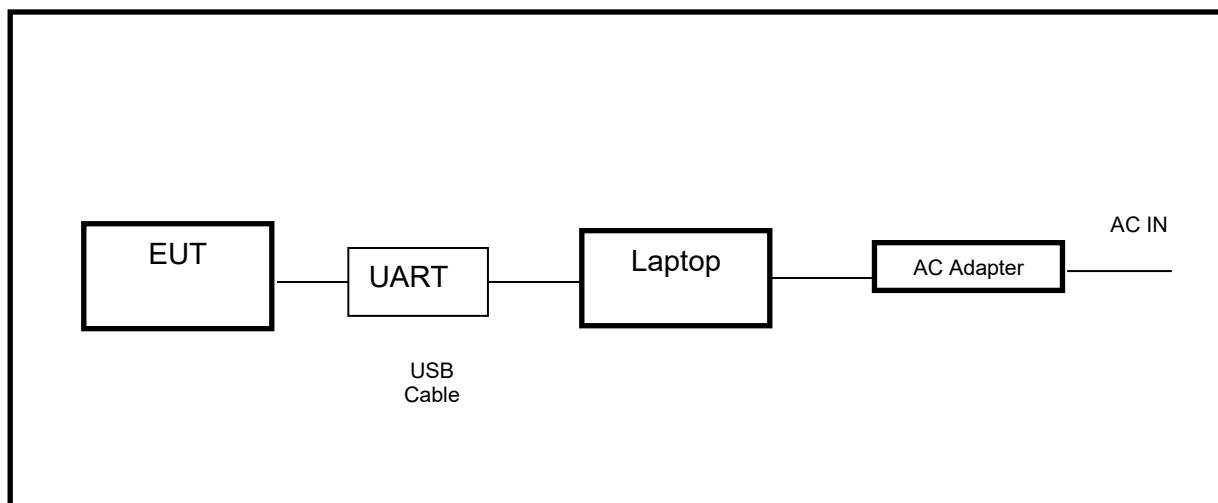 EUT
UART
Laptop
AC Adapter
AC IN
USB
Cable